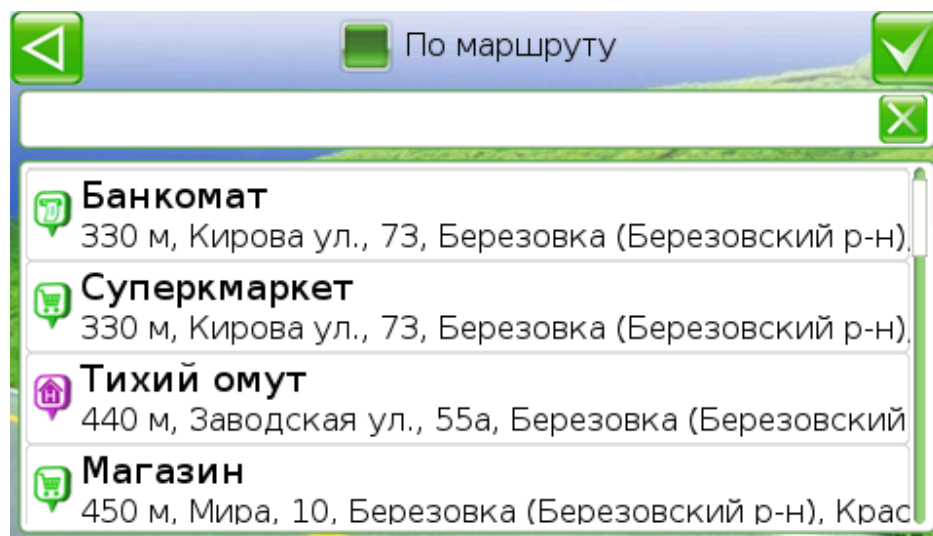 По маршруту
Банкомат
330 м, Кирова ул., 73, Березовка (Березовский р-н),
Суперкмаркет
330 м, Кирова ул., 73, Березовка (Березовский р-н),
Тихий омут
440 м, Заводская ул., 55а, Березовка (Березовский
Магазин
450 м, Мира, 10, Березовка (Березовский р-н), Крас